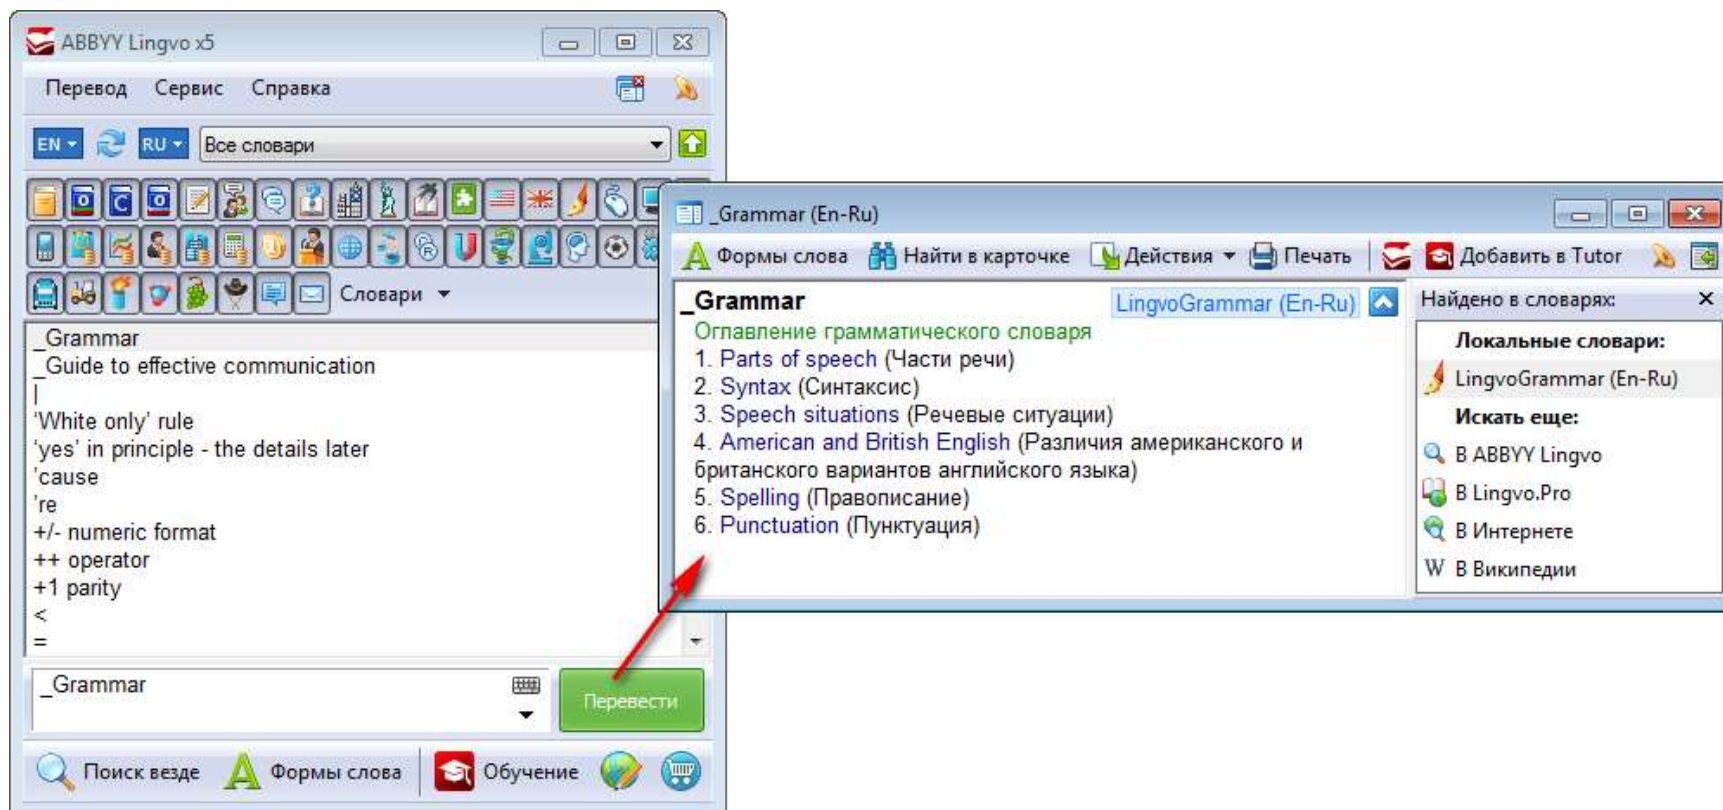 ABBYY Lingvo x5
Перевод Сервис Справка
EN RU Все словари
Словари
_Grammar
_Guide to effective communication
|
‘White only’ rule
‘yes’ in principle - the details later
’cause
’re
+/- numeric format
++ operator
+1 parity
<
=
_Grammar
Перевести
Поиск везде Формы слова Обучение
_Grammar (En-Ru)
Формы слова Найти в карточке Действия Печать Добавить в Tutor
_Grammar LingvoGrammar (En-Ru)
Оглавление грамматического словаря
1. Parts of speech (Части речи)
2. Syntax (Синтаксис)
3. Speech situations (Речевые ситуации)
4. American and British English (Различия американского и
британского вариантов английского языка)
5. Spelling (Правописание)
6. Punctuation (Пунктуация)
Найдено в словарях:
Локальные словари:
LingvoGrammar (En-Ru)
Искать еще:
В ABBYY Lingvo
В Lingvo.Pro
В Интернете
W В Википедии